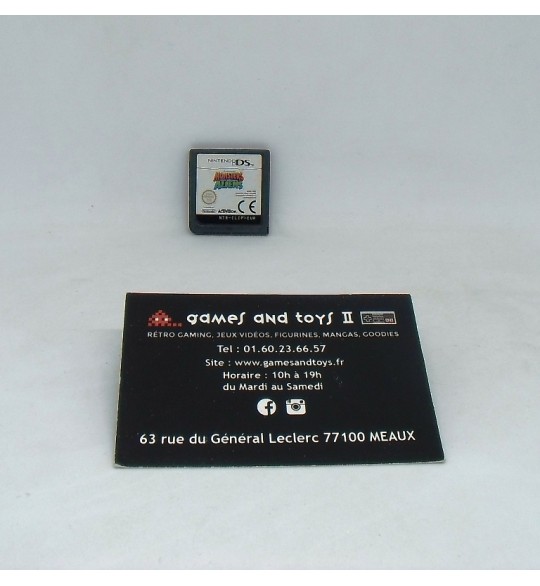 NINTENDO DS
MONSTERS
ALIENS
ACTIVISION
CE
games and toys II
RÉTRO GAMING, JEUX VIDÉOS, FIGURINES, MANGAS, GOODIES
Tel : 01.60.23.66.57
Site : www.gamesandtoys.fr
Horaire : 10h à 19h
du Mardi au Samedi
63 rue du Général Leclerc 77100 MEAUX